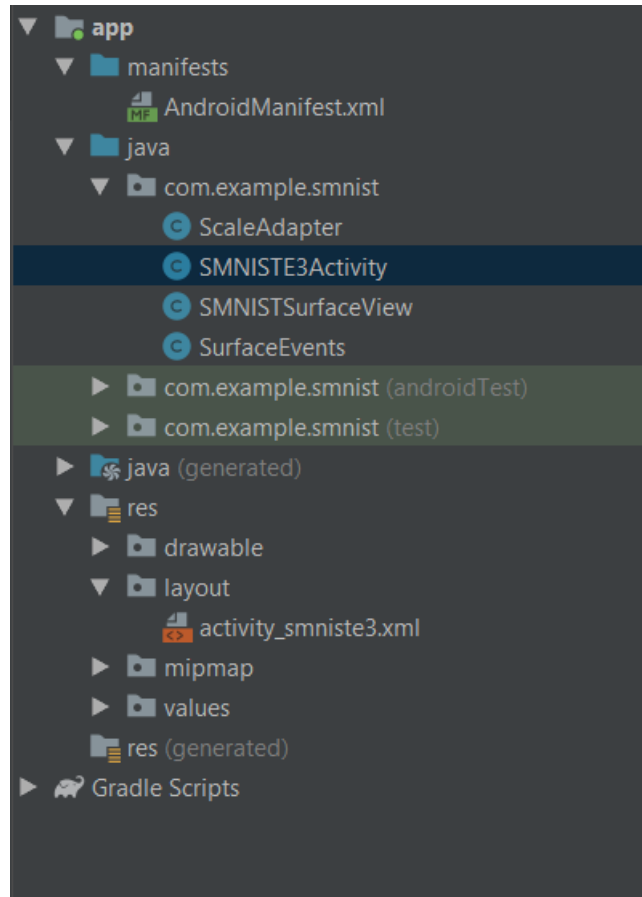 app
manifests
MF AndroidManifest.xml
java
com.example.smnist
C ScaleAdapter
C SMNISTE3Activity
C SMNISTSurfaceView
C SurfaceEvents
com.example.smnist (androidTest)
com.example.smnist (test)
java (generated)
res
drawable
layout
<> activity_smniste3.xml
mipmap
values
res (generated)
Gradle Scripts